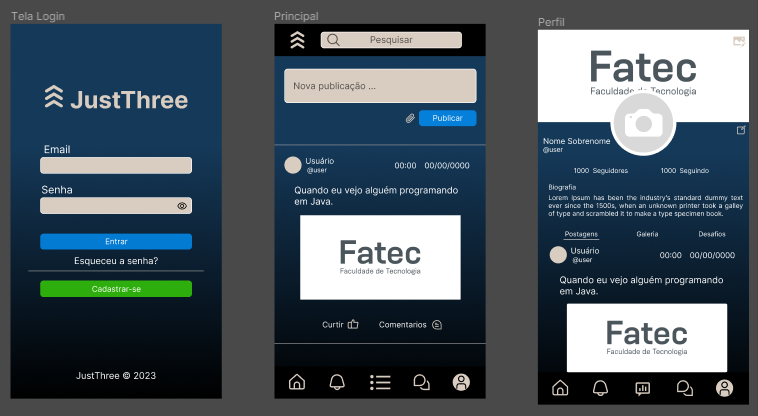 Tela Login
JustThree
Email
Senha
Entrar
Esqueceu a senha?
Cadastrar-se
JustThree © 2023
Principal
Pesquisar
Nova publicação ...
Publicar
Usuário
@user
00:00 00/00/0000
Quando eu vejo alguém programando
em Java.
Fatec
Faculdade de Tecnologia
Curtir
Comentarios
Perfil
Fatec
Faculdade de Tecnologia
Nome Sobrenome
@user
1000 Seguidores
1000 Seguindo
Biografia
Lorem Ipsum has been the industry's standard dummy text
ever since the 1500s, when an unknown printer took a galley
of type and scrambled it to make a type specimen book.
Postagens
Galeria
Desafios
Usuário
@user
00:00 00/00/0000
Quando eu vejo alguém programando
em Java.
Fatec
Faculdade de Tecnologia